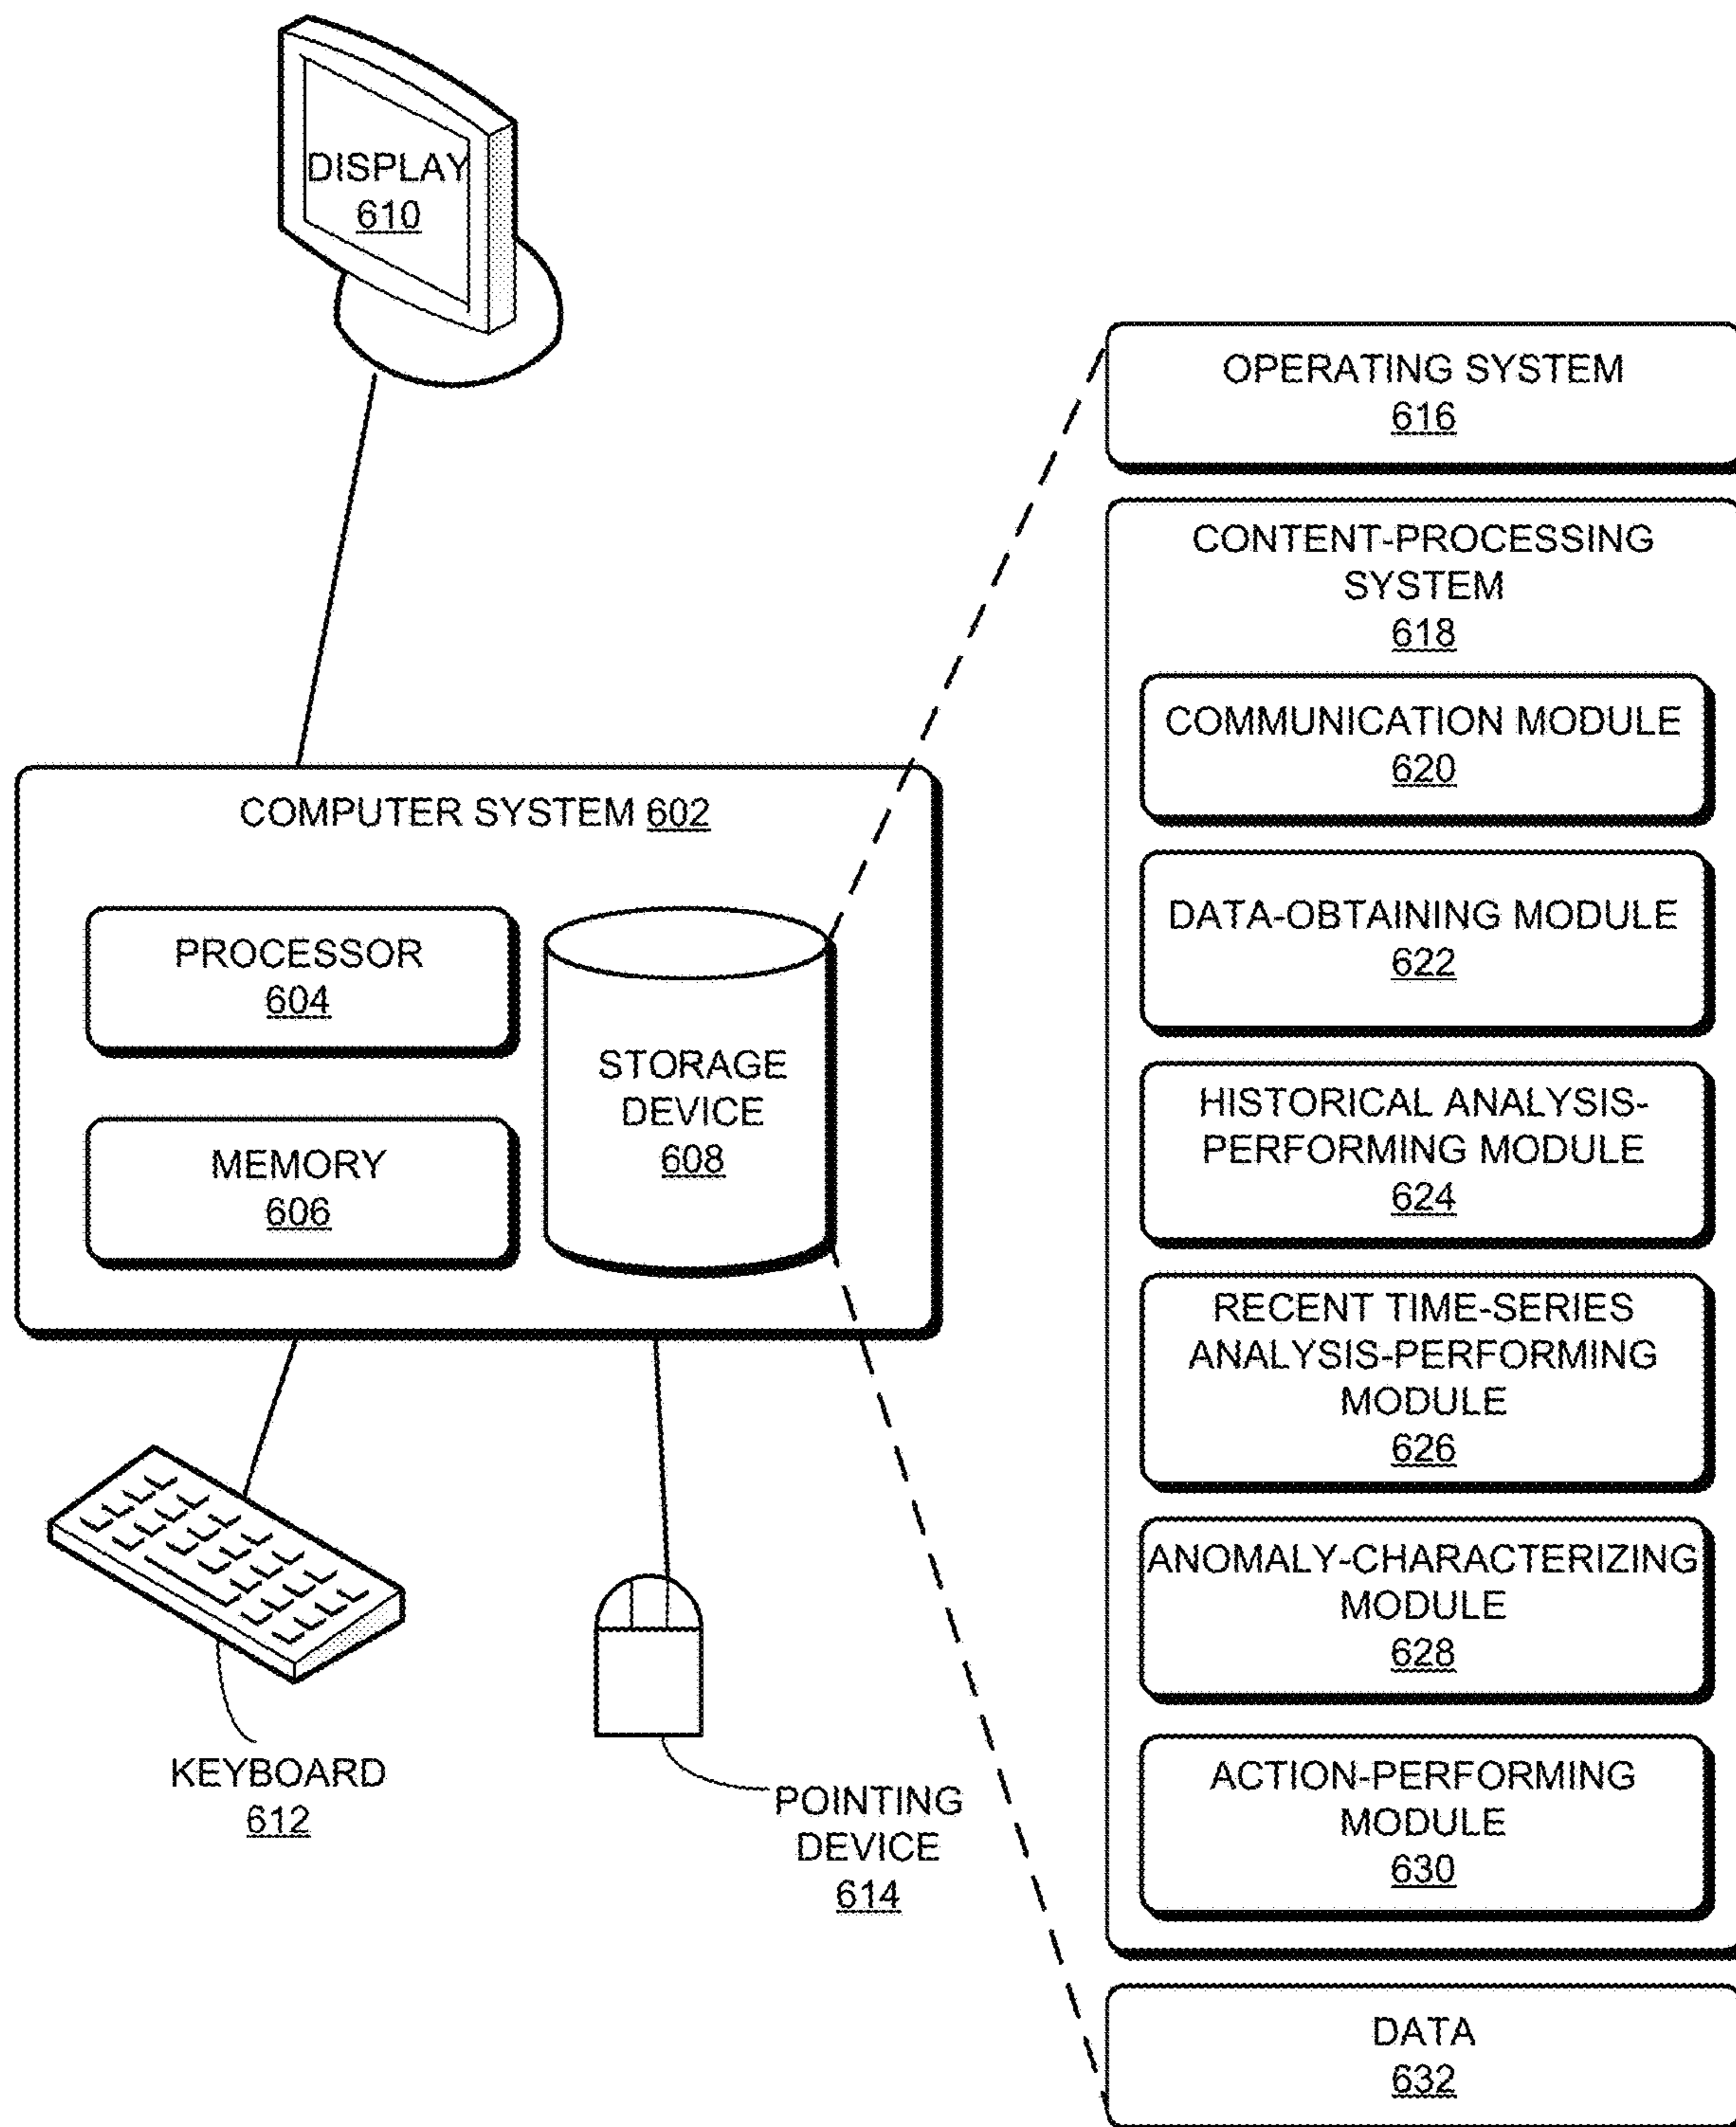 DISPLAY
610
COMPUTER SYSTEM 602
PROCESSOR
604
MEMORY
606
STORAGE
DEVICE
608
KEYBOARD
612
POINTING
DEVICE
614
OPERATING SYSTEM
616
CONTENT-PROCESSING
SYSTEM
618
COMMUNICATION MODULE
620
DATA-OBTAINING MODULE
622
HISTORICAL ANALYSIS-
PERFORMING MODULE
624
RECENT TIME-SERIES
ANALYSIS-PERFORMING
MODULE
626
ANOMALY-CHARACTERIZING
MODULE
628
ACTION-PERFORMING
MODULE
630
DATA
632